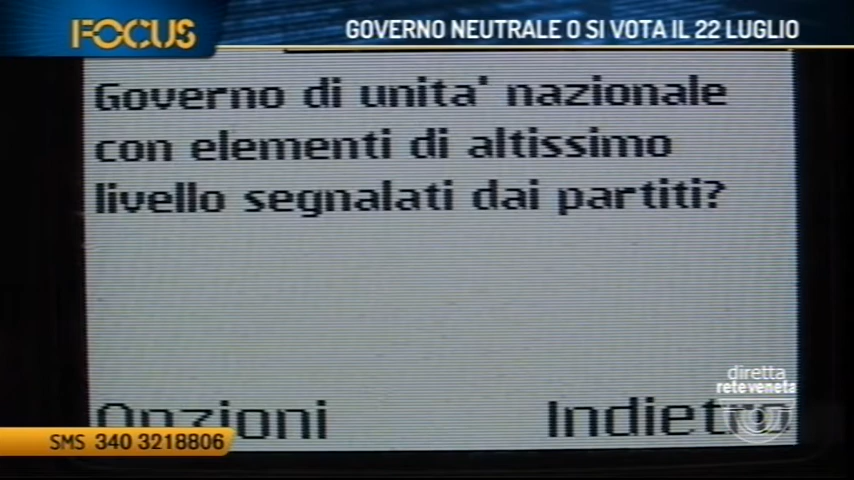 FOCUS
GOVERNO NEUTRALE O SI VOTA IL 22 LUGLIO
Governo di unita' nazionale
con elementi di altissimo
livello segnalati dai partiti?
diretta
reteveneta
Opzioni Indietro
SMS 340 3218806